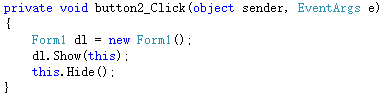 private void button2_Click(object sender, EventArgs e)
{
    Form1 dl = new Form1();
    dl.Show(this);
    this.Hide();
}